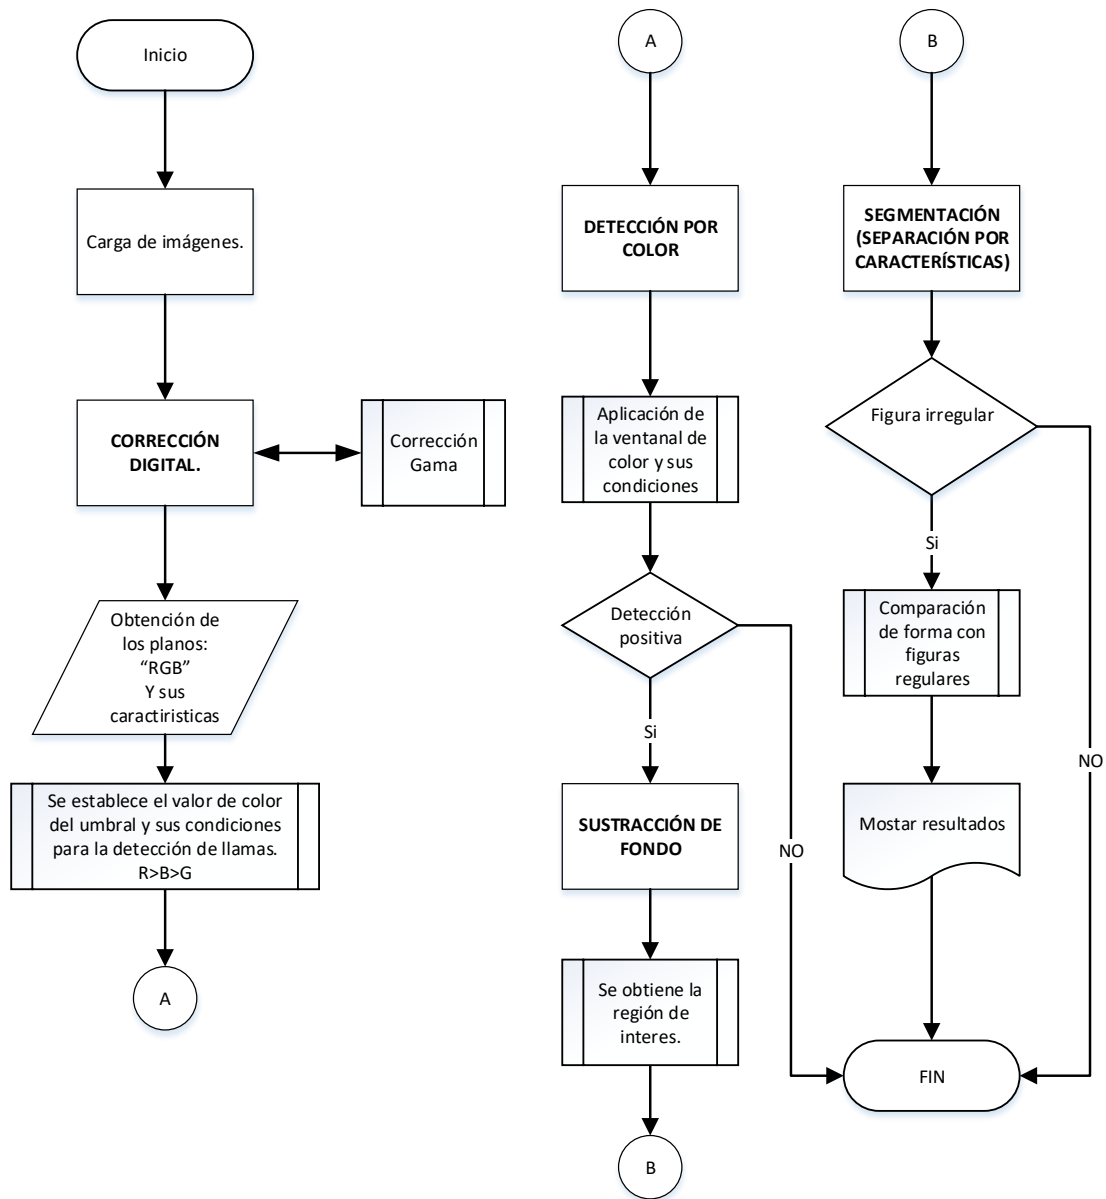 Inicio
Carga de imágenes.
CORRECCIÓN
DIGITAL.
Corrección
Gama
Obtención de
los planos:
“RGB”
Y sus
caractiristicas
Se establece el valor de color
del umbral y sus condiciones
para la detección de llamas.
R>B>G
A
A
DETECCIÓN POR
COLOR
Aplicación de
la ventanal de
color y sus
condiciones
Detección
positiva
Si
NO
SUSTRACCIÓN DE
FONDO
Se obtiene la
región de
interes.
B
B
SEGMENTACIÓN
(SEPARACIÓN POR
CARACTERÍSTICAS)
Figura irregular
Si
NO
Comparación
de forma con
figuras
regulares
Mostar resultados
FIN